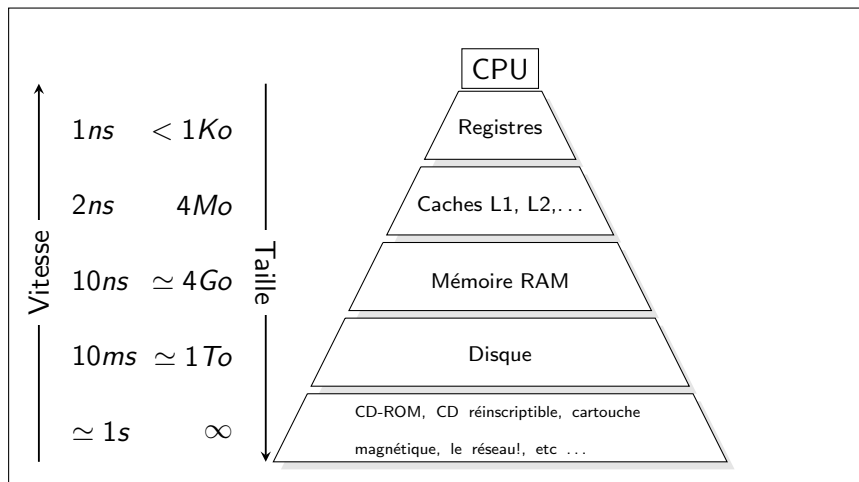 CPU
1ns < 1Ko Registres
2ns 4Mo Caches L1, L2,...
Vitesse
Taille
10ns ≃ 4Go Mémoire RAM
10ms ≃ 1To Disque
≃ 1s ∞ CD-ROM, CD réinscriptible, cartouche
magnétique, le réseau!, etc ...